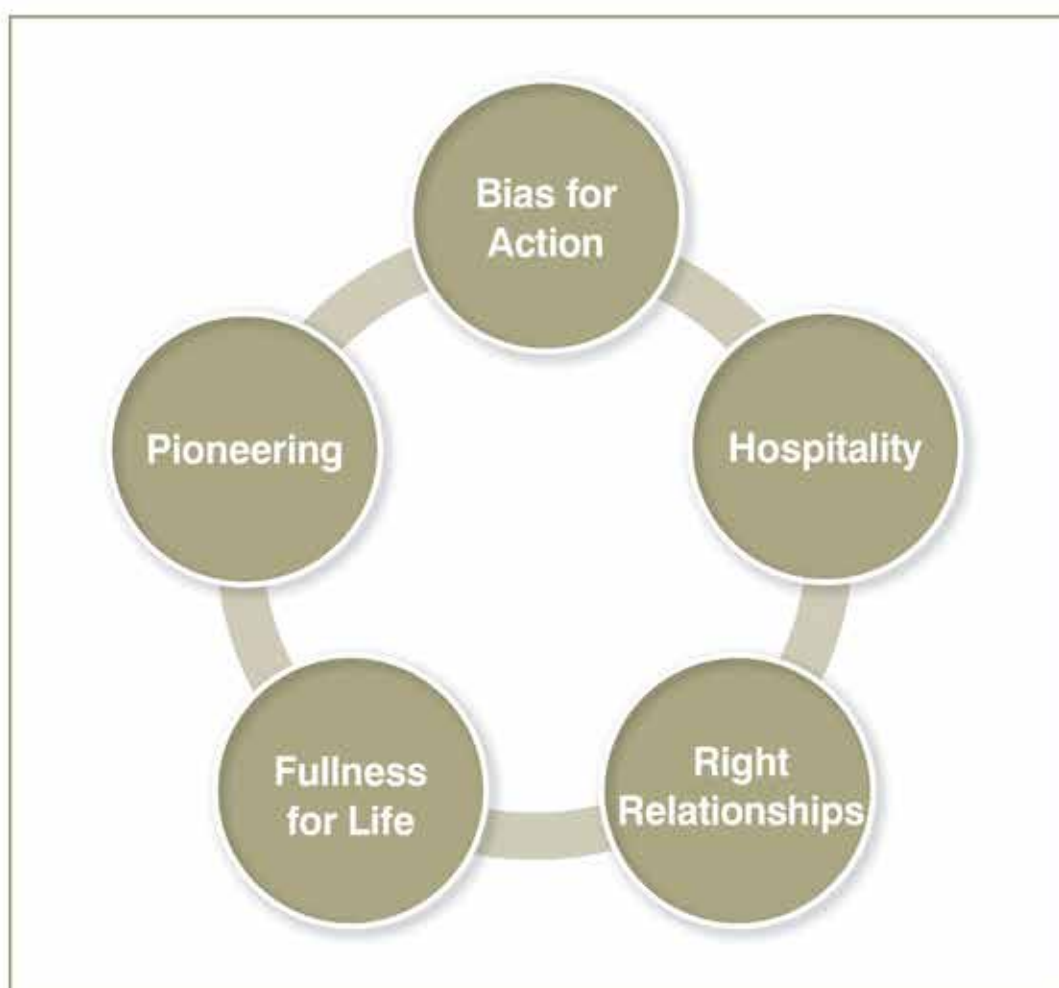 Bias for
Action
Pioneering
Hospitality
Fullness
for Life
Right
Relationships